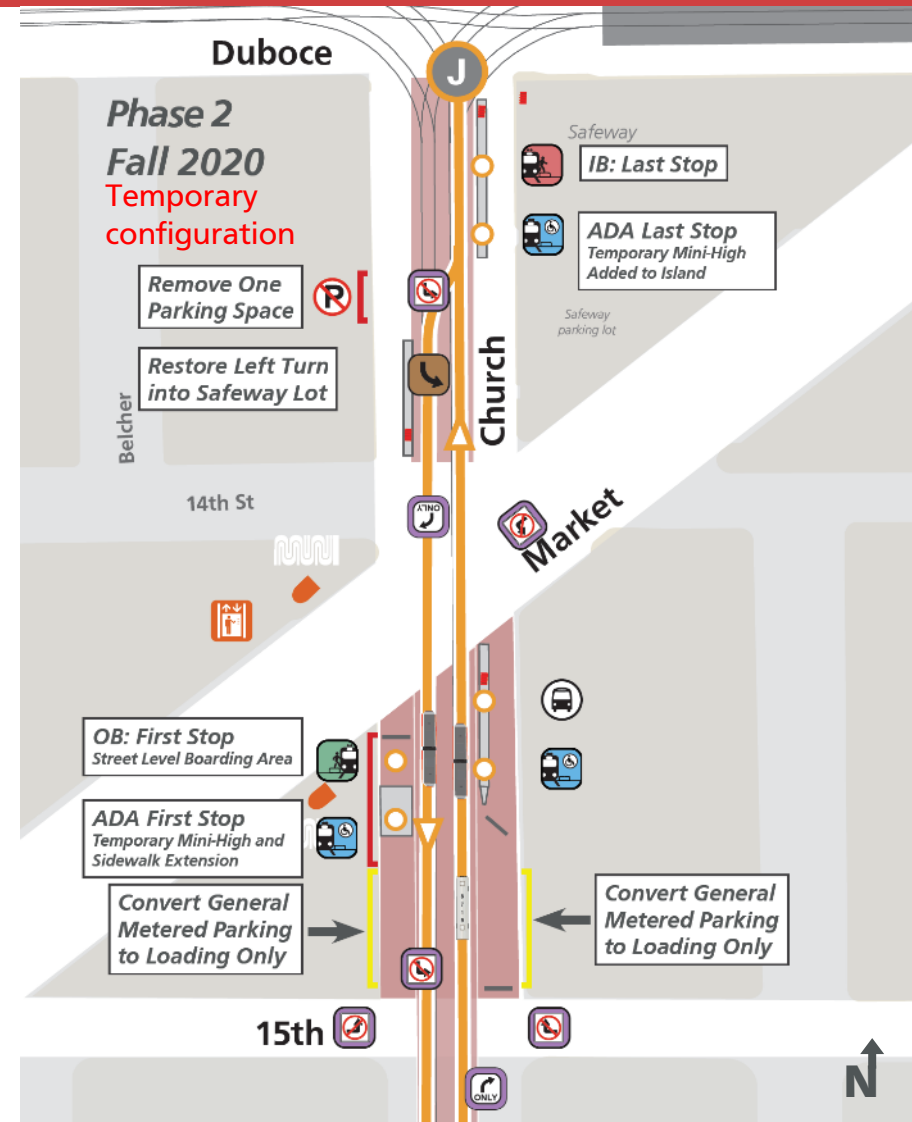 Duboce
J
Phase 2
Fall 2020
Temporary
configuration
Safeway
IB: Last Stop
ADA Last Stop
Temporary Mini-High
Added to Island
Remove One
Parking Space
P
Safeway
parking lot
Restore Left Turn
into Safeway Lot
Church
Belcher
14th St
ONLY
Market
MUNI
OB: First Stop
Street Level Boarding Area
ADA First Stop
Temporary Mini-High and
Sidewalk Extension
Convert General
Metered Parking
to Loading Only
Convert General
Metered Parking
to Loading Only
15th
ONLY
N